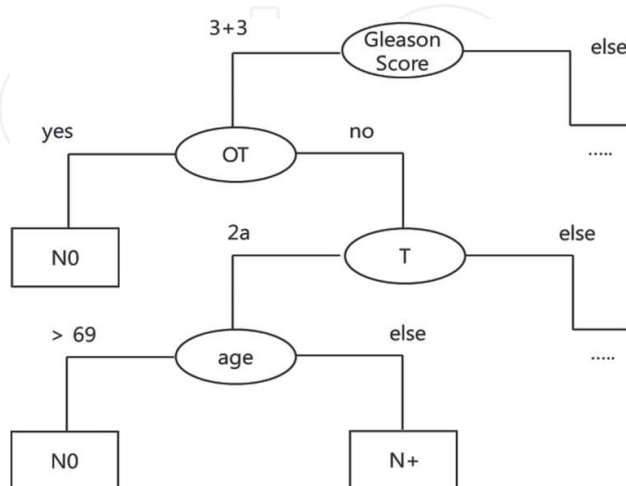 3+3
Gleason
Score
else
yes
OT
no
.....
N0
2a
T
else
> 69
age
else
.....
N0
N+